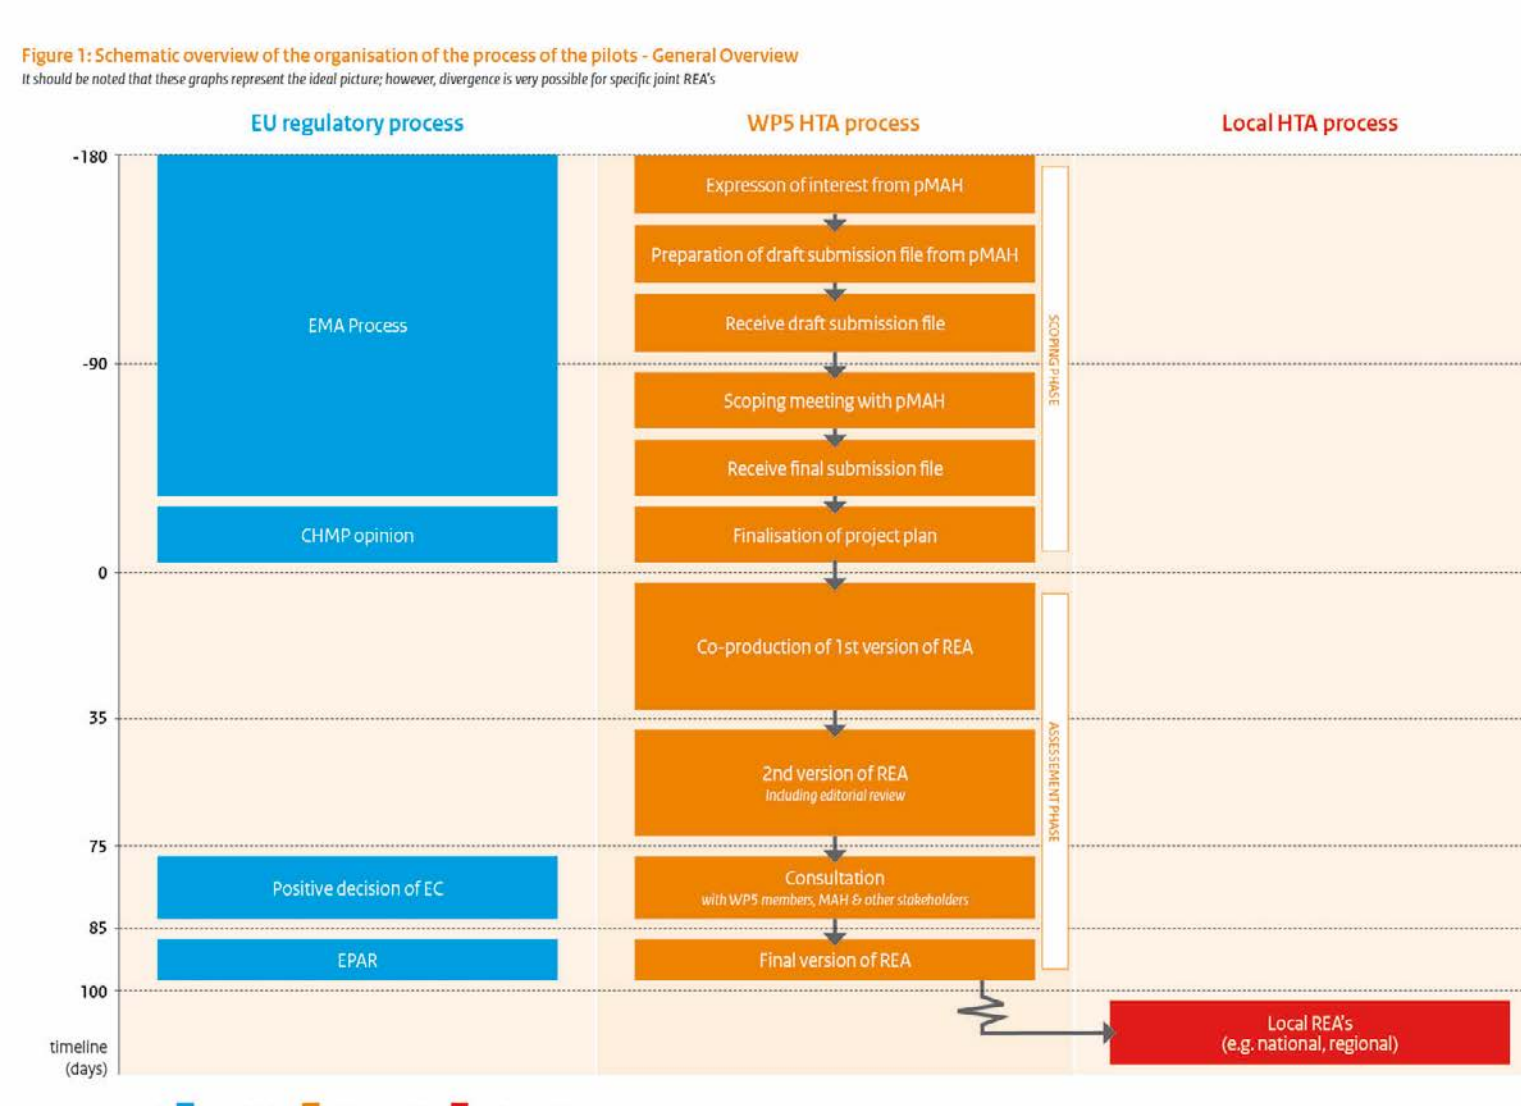 Figure 1: Schematic overview of the organisation of the process of the pilots - General Overview
It should be noted that these graphs represent the ideal picture; however, divergence is very possible for specific joint REA's
EU regulatory process
WP5 HTA process
Local HTA process
-180
Expresson of interest from pMAH
Preparation of draft submission file from pMAH
EMA Process
Receive draft submission file
SCOPING PHASE
-90
Scoping meeting with pMAH
Receive final submission file
CHMP opinion
Finalisation of project plan
0
Co-production of 1st version of REA
35
2nd version of REA
Including editorial review
ASSESSEMENT PHASE
75
Positive decision of EC
Consultation
with WP5 members, MAH & other stakeholders
85
EPAR
Final version of REA
100
Local REA's
(e.g. national, regional)
timeline
(days)